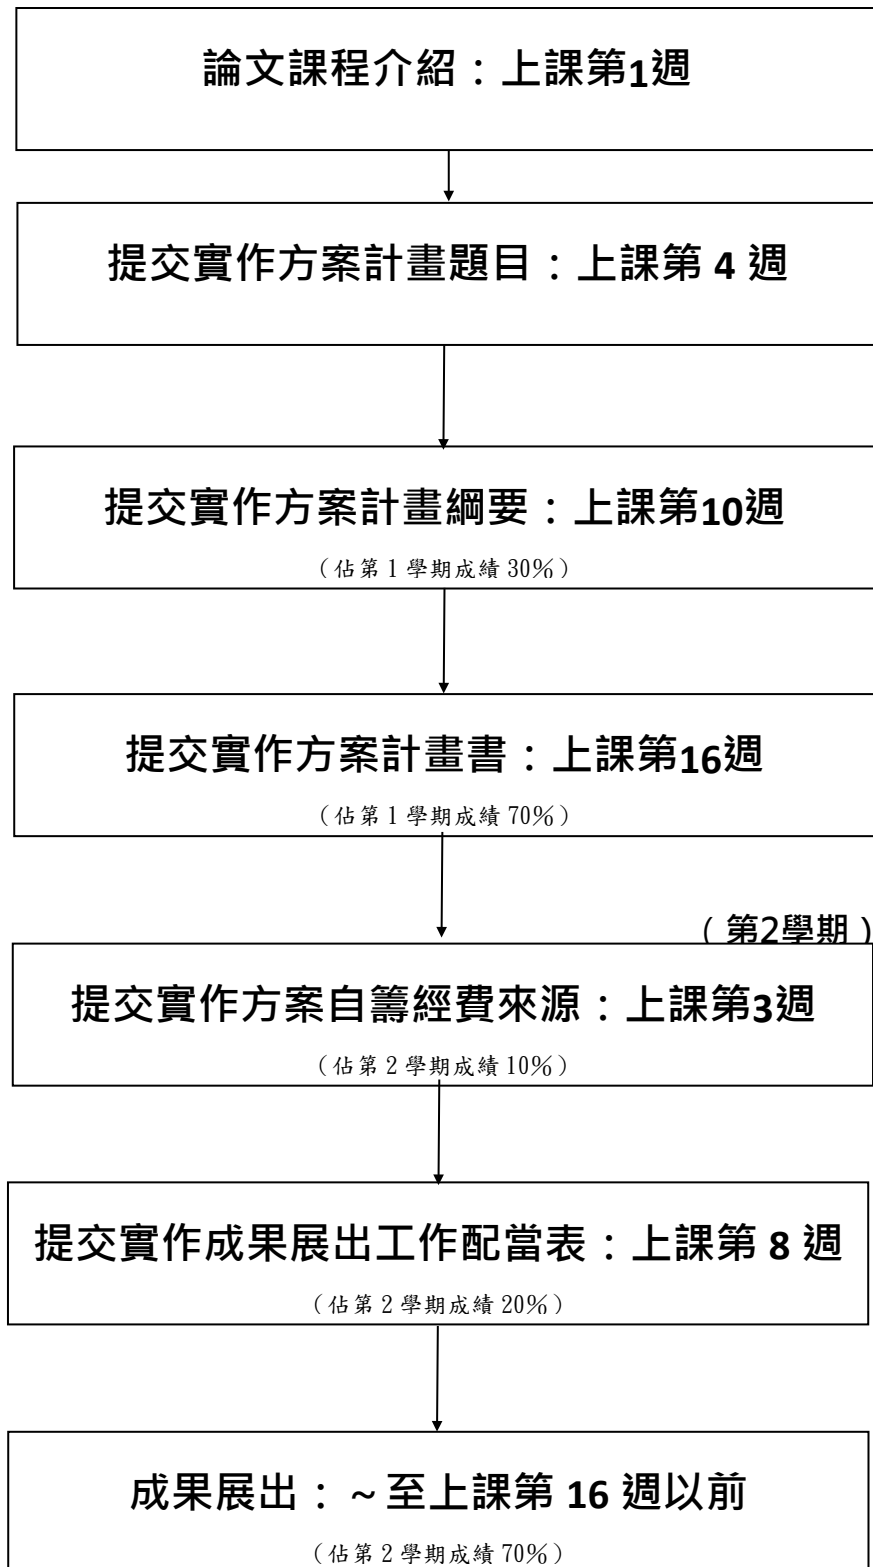 論文課程介紹：上課第1週
提交實作方案計畫題目：上課第 4 週
提交實作方案計畫綱要：上課第10週
（佔第 1 學期成績 30%）
提交實作方案計畫書：上課第16週
（佔第 1 學期成績 70%）
（第2學期）
提交實作方案自籌經費來源：上課第3週
（佔第 2 學期成績 10%）
提交實作成果展出工作配當表：上課第 8 週
（佔第 2 學期成績 20%）
成果展出：～至上課第 16 週以前
（佔第 2 學期成績 70%）